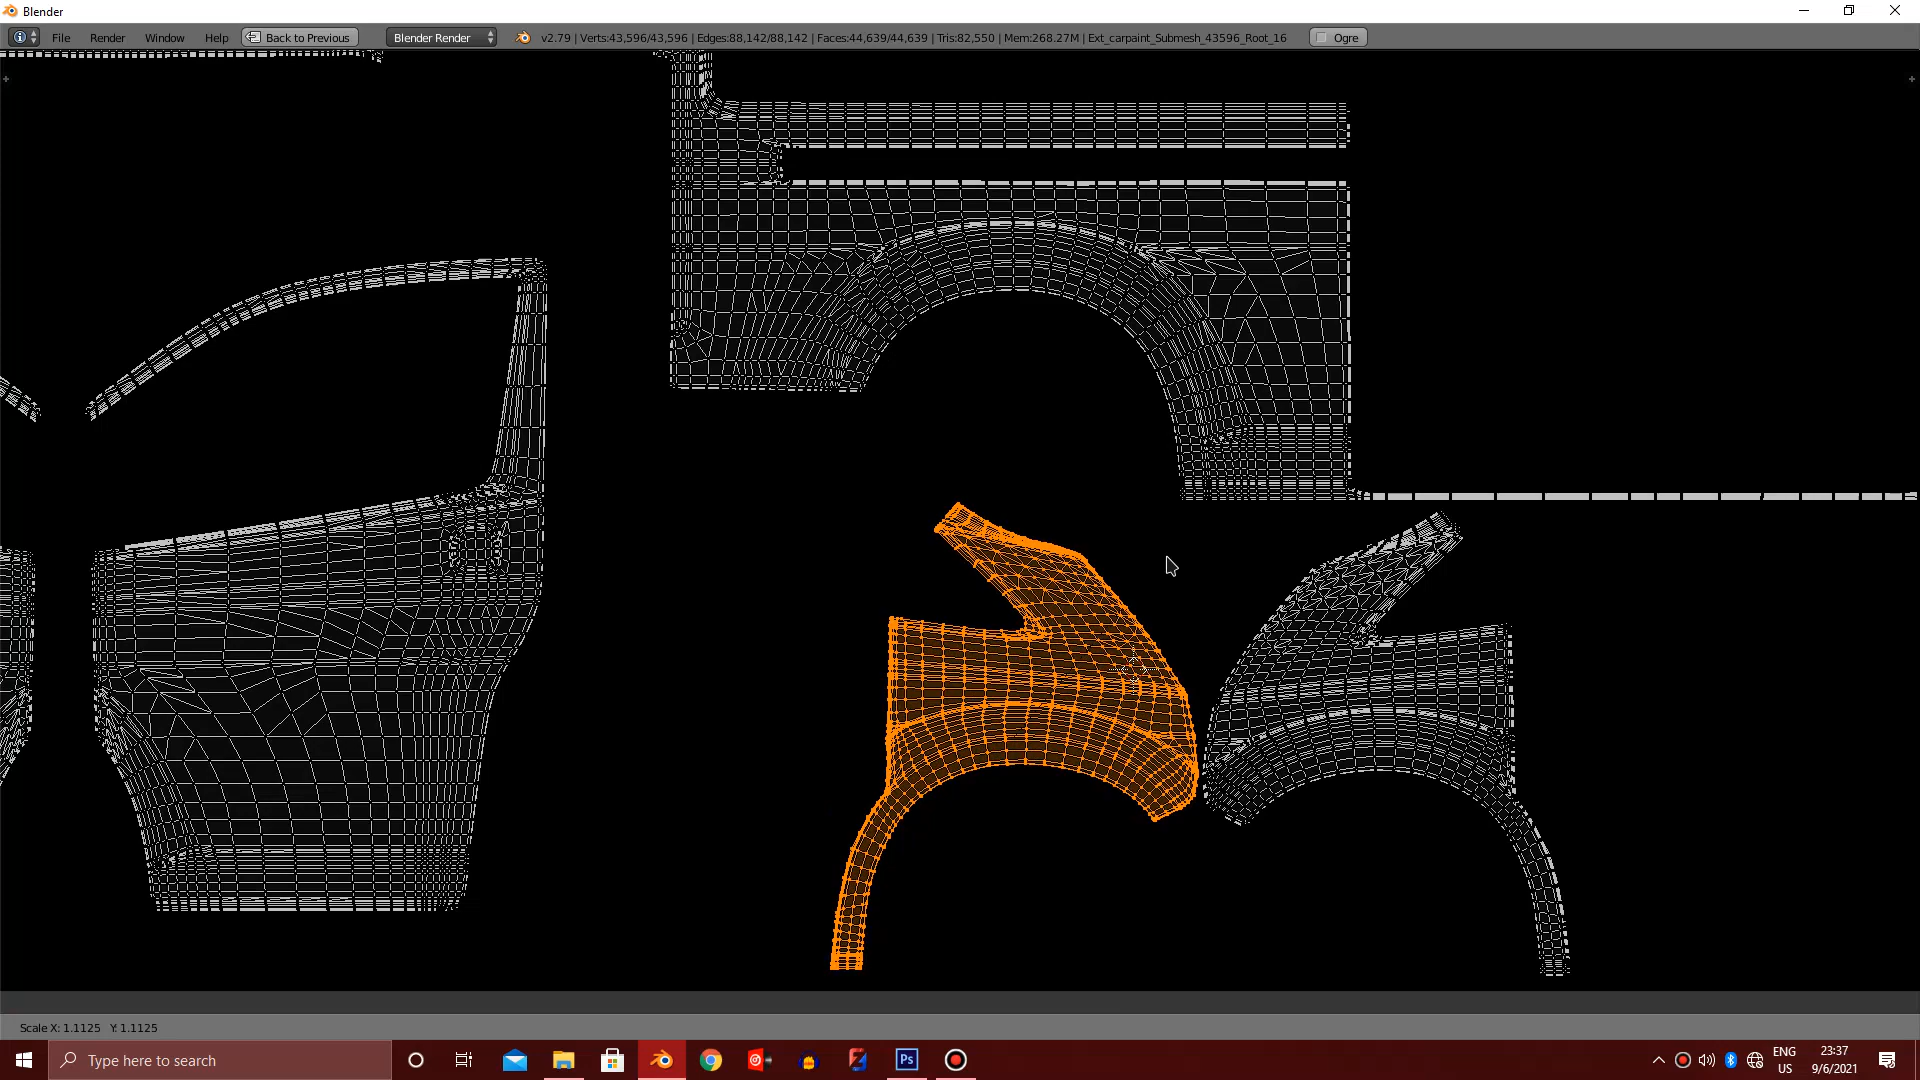 Blender
File Render Window Help Back to Previous Blender Render v2.79 | Verts:43,596/43,596 | Edges:88,142/88,142 | Faces:44,639/44,639 | Tris:82,550 | Mem:268.27M | Ext_carpaint_Submesh_43596_Root_16 Ogre
Scale X: 1.1125 Y: 1.1125
Type here to search
Ps
ENG
US
23:37
9/6/2021